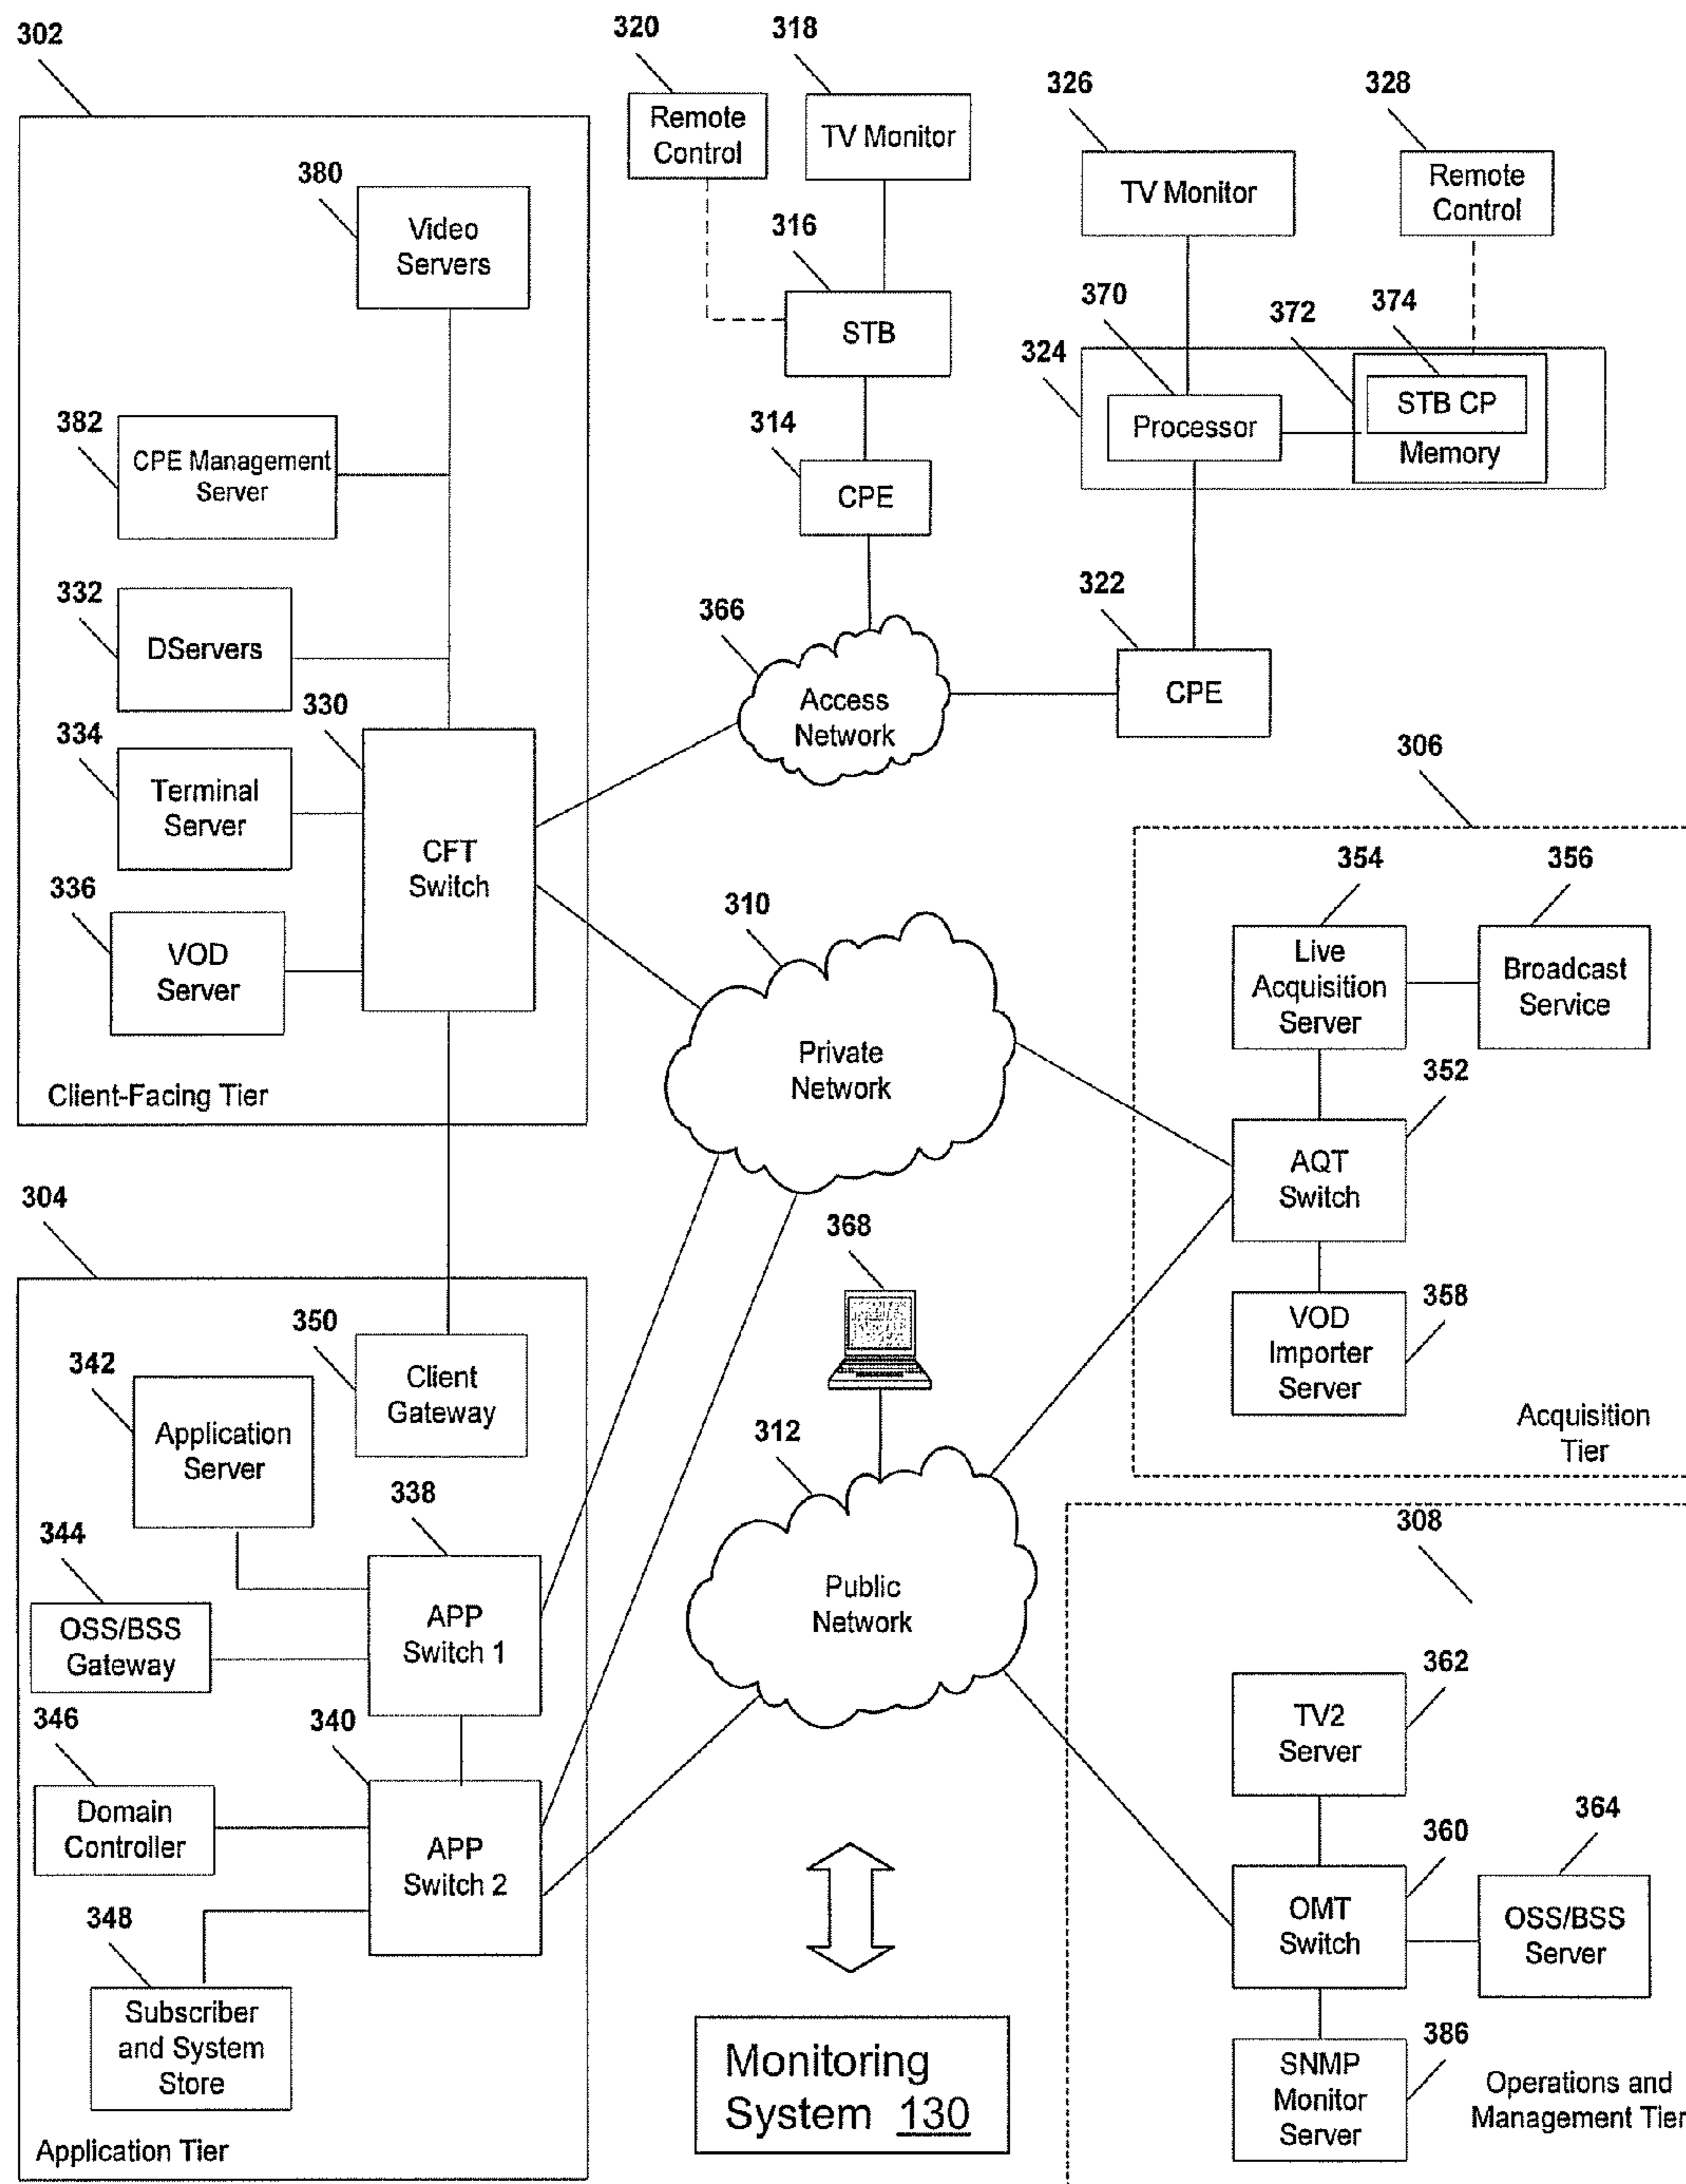 302
320
318
326
328
Remote
Control
TV Monitor
TV Monitor
Remote
Control
380
Video
Servers
316
STB
370
372
374
324
Processor
STB CP
Memory
382
CPE Management
Server
314
CPE
332
DServers
366
Access
Network
322
CPE
330
334
Terminal
Server
CFT
Switch
336
VOD
Server
Client-Facing Tier
310
Private
Network
306
354
356
Live
Acquisition
Server
Broadcast
Service
352
AQT
Switch
358
VOD
Importer
Server
Acquisition
Tier
304
350
Client
Gateway
342
Application
Server
368
312
Public
Network
338
344
OSS/BSS
Gateway
APP
Switch 1
346
340
Domain
Controller
APP
Switch 2
348
Subscriber
and System
Store
Application Tier
Monitoring
System 130
308
362
TV2
Server
360
364
OMT
Switch
OSS/BSS
Server
386
SNMP
Monitor
Server
Operations and
Management Tier